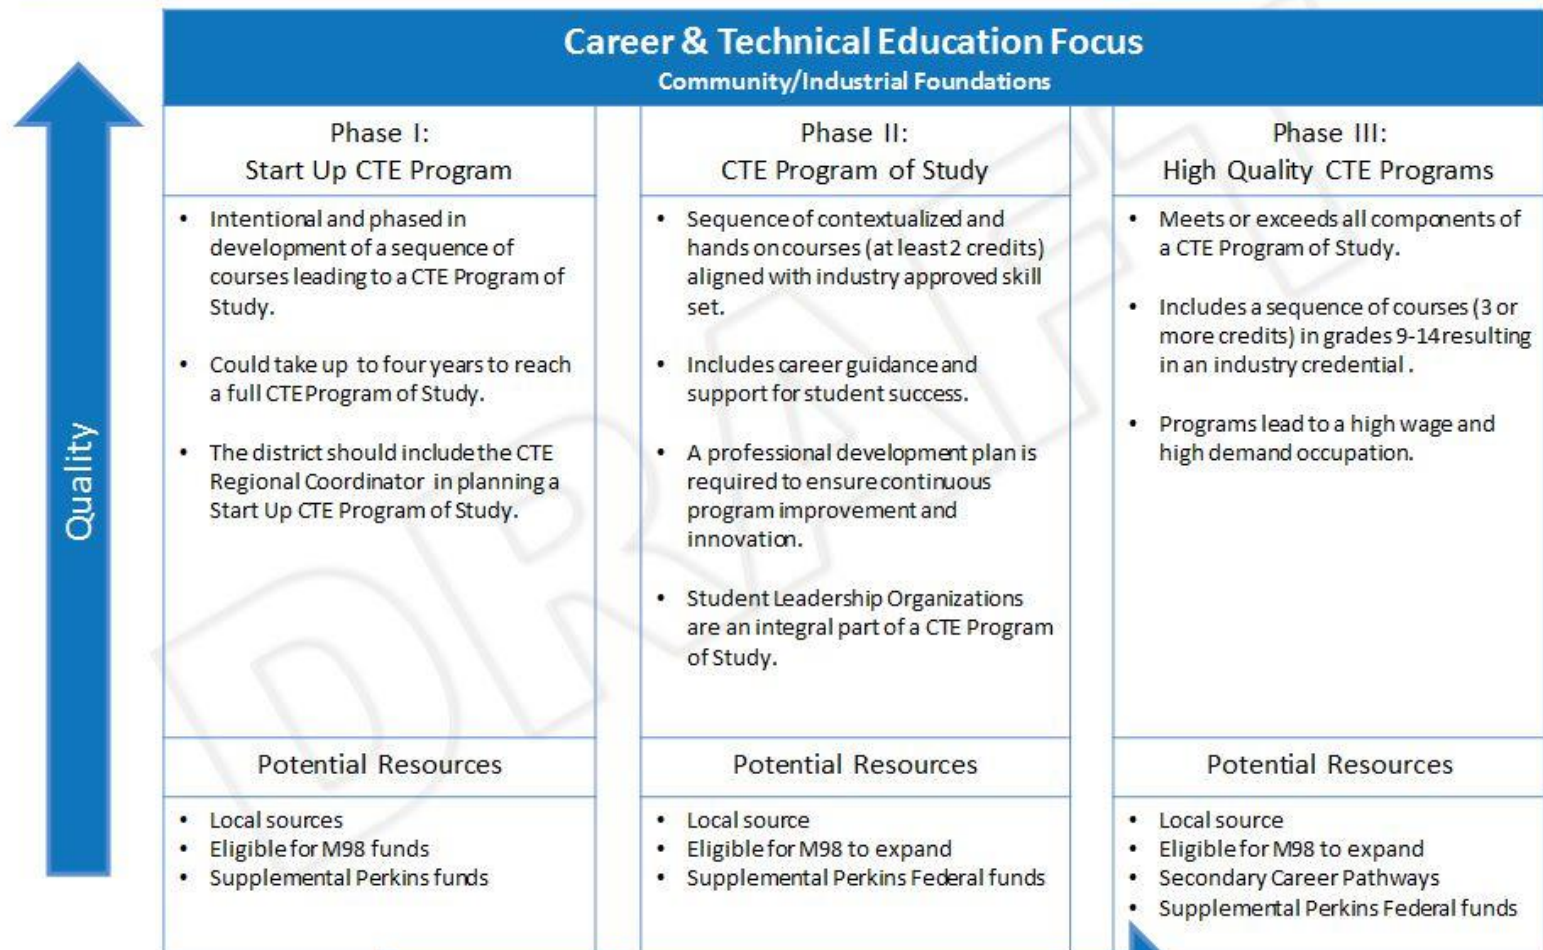 Career & Technical Education Focus
Community/Industrial Foundations
Quality
Phase I:
Start Up CTE Program
• Intentional and phased in
development of a sequence of
courses leading to a CTE Program of
Study.
• Could take up to four years to reach
a full CTE Program of Study.
• The district should include the CTE
Regional Coordinator in planning a
Start Up CTE Program of Study.
Potential Resources
• Local sources
• Eligible for M98 funds
• Supplemental Perkins funds
Phase II:
CTE Program of Study
• Sequence of contextualized and
hands on courses (at least 2 credits)
aligned with industry approved skill
set.
• Includes career guidance and
support for student success.
• A professional development plan is
required to ensure continuous
program improvement and
innovation.
• Student Leadership Organizations
are an integral part of a CTE Program
of Study.
Potential Resources
• Local source
• Eligible for M98 to expand
• Supplemental Perkins Federal funds
Phase III:
High Quality CTE Programs
• Meets or exceeds all components of
a CTE Program of Study.
• Includes a sequence of courses (3 or
more credits) in grades 9-14 resulting
in an industry credential .
• Programs lead to a high wage and
high demand occupation.
Potential Resources
• Local source
• Eligible for M98 to expand
• Secondary Career Pathways
• Supplemental Perkins Federal funds
DRAFT